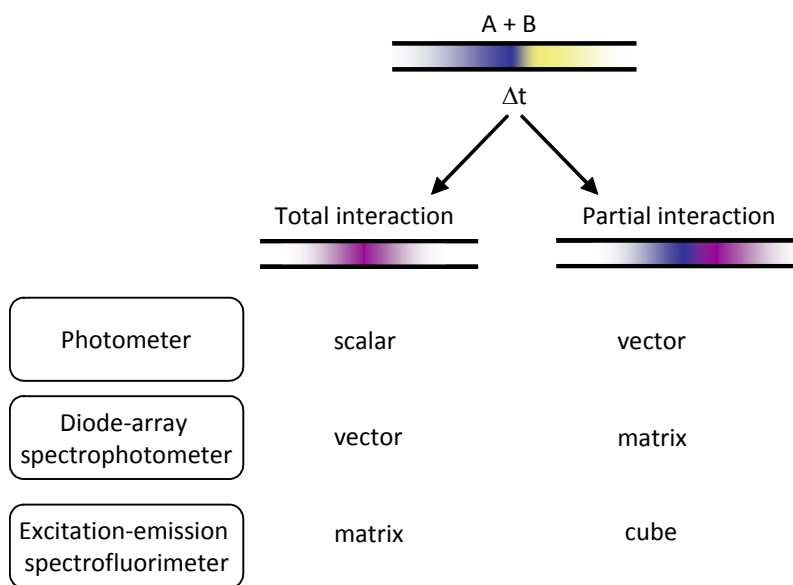 A + B
Δt
Total interaction
Partial interaction
Photometer
scalar
vector
Diode-array
spectrophotometer
vector
matrix
Excitation-emission
spectrofluorimeter
matrix
cube